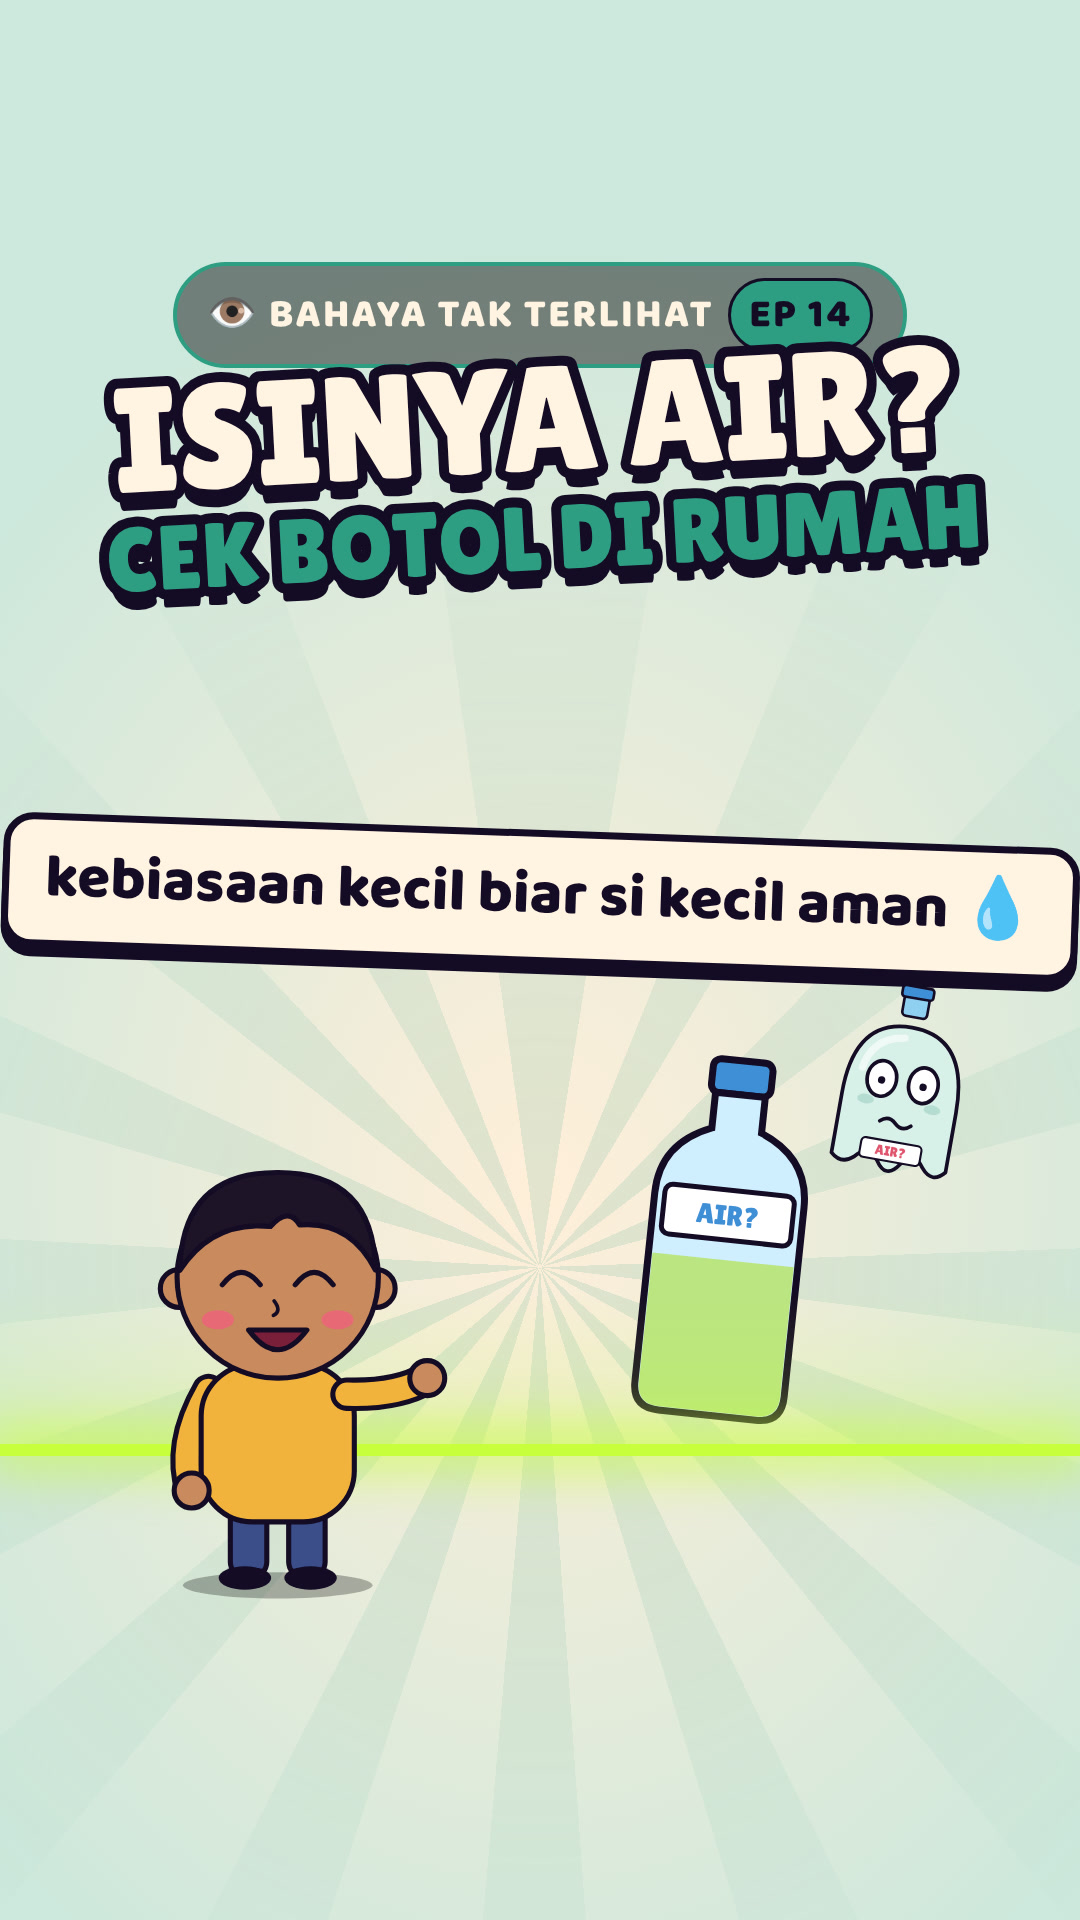 👁️ BAHAYA TAK TERLIHAT EP 14
ISINYA AIR?
CEK BOTOL DI RUMAH
kebiasaan kecil biar si kecil aman 💧
AIR?
AIR?